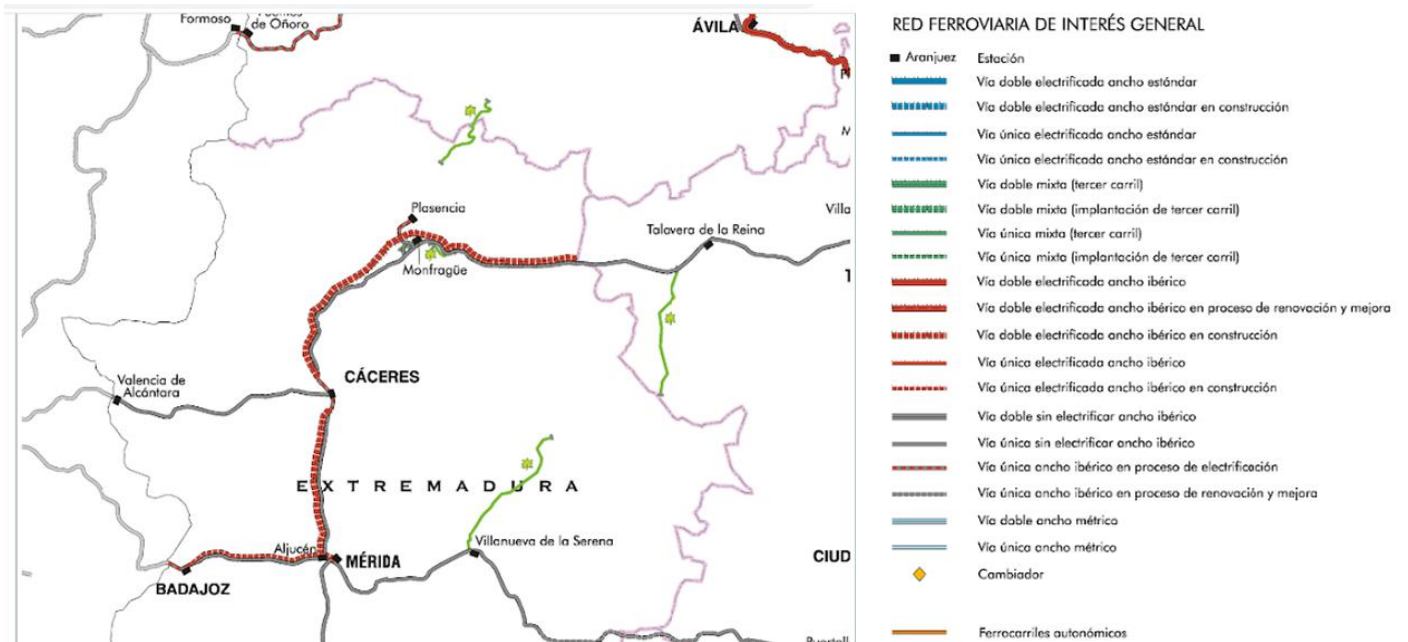 Formoso
de Oñoro
ÁVILA
Plasencia
Villa
Talavera de la Reina
Monfragüe
CÁCERES
Valencia de
Alcántara
EXTREMADURA
Aljucén
MÉRIDA
Villanueva de la Serena
CIUD
BADAJOZ
RED FERROVIARIA DE INTERÉS GENERAL
Aranjuez Estación
Vía doble electrificada ancho estándar
Vía doble electrificada ancho estándar en construcción
Vía única electrificada ancho estándar
Vía única electrificada ancho estándar en construcción
Vía doble mixta (tercer carril)
Vía doble mixta (implantación de tercer carril)
Vía única mixta (tercer carril)
Vía única mixta (implantación de tercer carril)
Vía doble electrificada ancho ibérico
Vía doble electrificada ancho ibérico en proceso de renovación y mejora
Vía doble electrificada ancho ibérico en construcción
Vía única electrificada ancho ibérico
Vía única electrificada ancho ibérico en construcción
Vía doble sin electrificar ancho ibérico
Vía única sin electrificar ancho ibérico
Vía única ancho ibérico en proceso de electrificación
Vía única ancho ibérico en proceso de renovación y mejora
Vía doble ancho métrico
Vía única ancho métrico
Cambiador
Ferrocarriles autonómicos